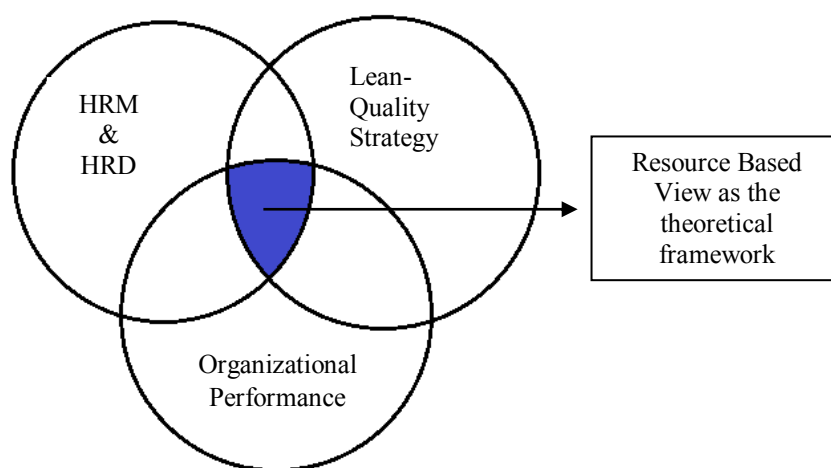 HRM
&
HRD
Lean-
Quality
Strategy
Resource Based
View as the
theoretical
framework
Organizational
Performance